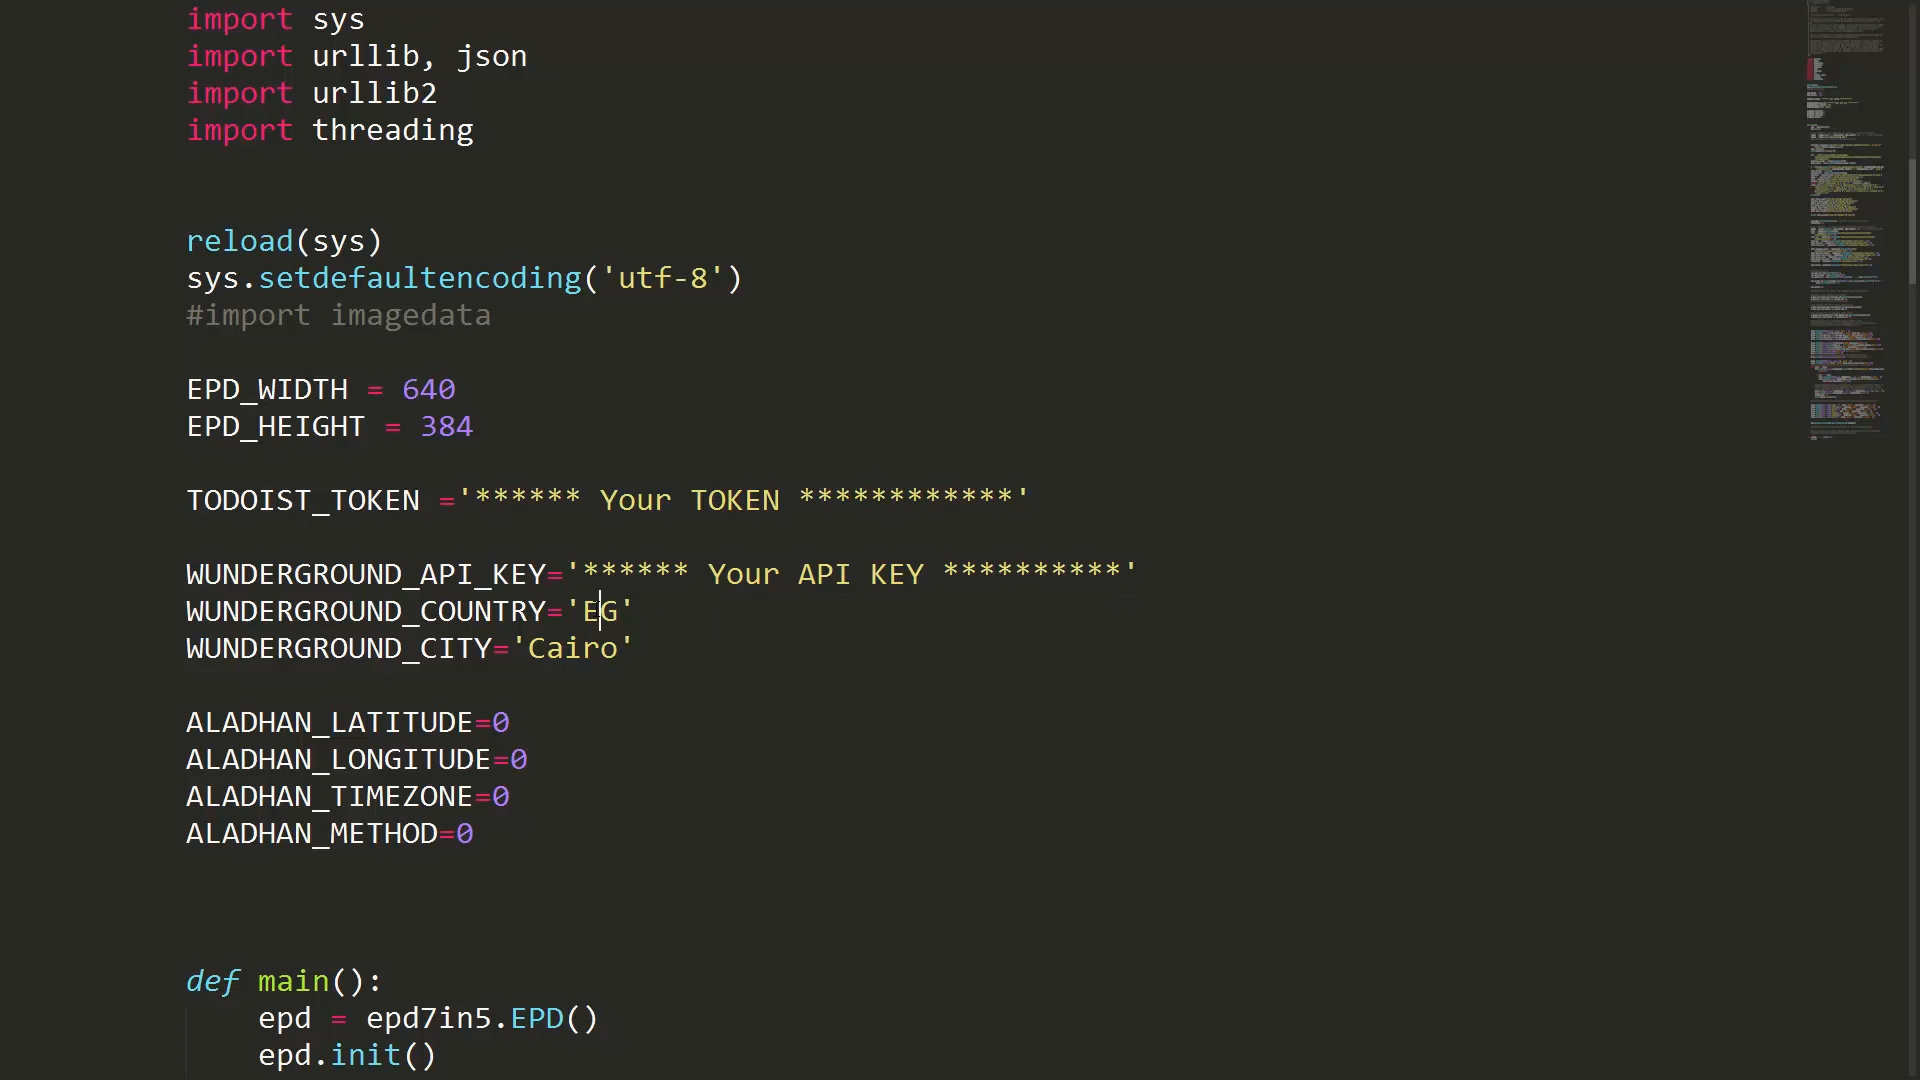 import sys
import urllib, json
import urllib2
import threading
reload(sys)
sys.setdefaultencoding('utf-8')
#import imagedata
EPD_WIDTH = 640
EPD_HEIGHT = 384
TODOIST_TOKEN ='****** Your TOKEN ************'
WUNDERGROUND_API_KEY='****** Your API KEY **********'
WUNDERGROUND_COUNTRY='EG'
WUNDERGROUND_CITY='Cairo'
ALADHAN_LATITUDE=0
ALADHAN_LONGITUDE=0
ALADHAN_TIMEZONE=0
ALADHAN_METHOD=0
def main():
    epd = epd7in5.EPD()
    epd.init()